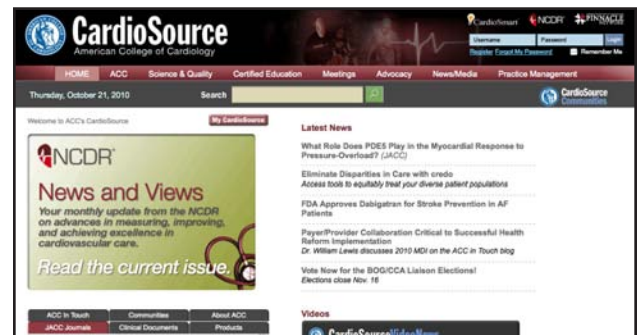 CardioSource
American College of Cardiology
CardioSmart NCDR PINNACLE NETWORK
Username Password Login
Register Forgot My Password Remember Me
HOME ACC Science & Quality Certified Education Meetings Advocacy News/Media Practice Management
Thursday, October 21, 2010 Search CardioSource Communities
Welcome to ACC's CardioSource My CardioSource
NCDR®
News and Views
Your monthly update from the NCDR
on advances in measuring, improving,
and achieving excellence in
cardiovascular care.
Read the current issue.
ACC In Touch Communities About ACC
JACC Journals Clinical Documents Products
Latest News
What Role Does PDE5 Play in the Myocardial Response to
Pressure-Overload? (JACC)
Eliminate Disparities in Care with credo
Access tools to equitably treat your diverse patient populations
FDA Approves Dabigatran for Stroke Prevention in AF
Patients
Payer/Provider Collaboration Critical to Successful Health
Reform Implementation
Dr. William Lewis discusses 2010 MDI on the ACC in Touch blog
Vote Now for the BOG/CCA Liaison Elections!
Elections close Nov. 16
Videos
CardioSourceVideoNews